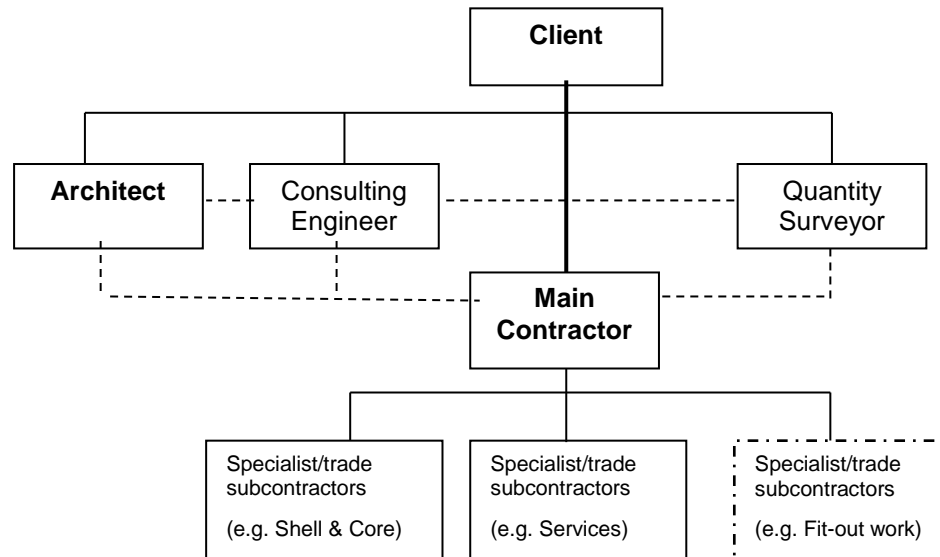 Client
Architect
Consulting
Engineer
Quantity
Surveyor
Main
Contractor
Specialist/trade
subcontractors
(e.g. Shell & Core)
Specialist/trade
subcontractors
(e.g. Services)
Specialist/trade
subcontractors
(e.g. Fit-out work)